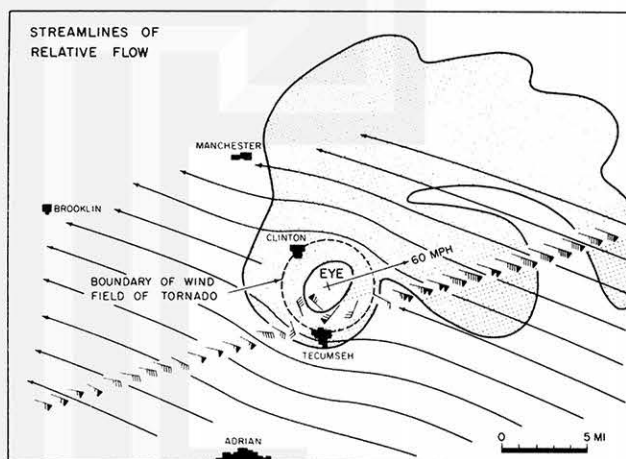 STREAMLINES OF
RELATIVE FLOW
MANCHESTER
BROOKLIN
CLINTON
60 MPH
EYE
BOUNDARY OF WIND
FIELD OF TORNADO
TECUMSEH
ADRIAN
0 5 MI